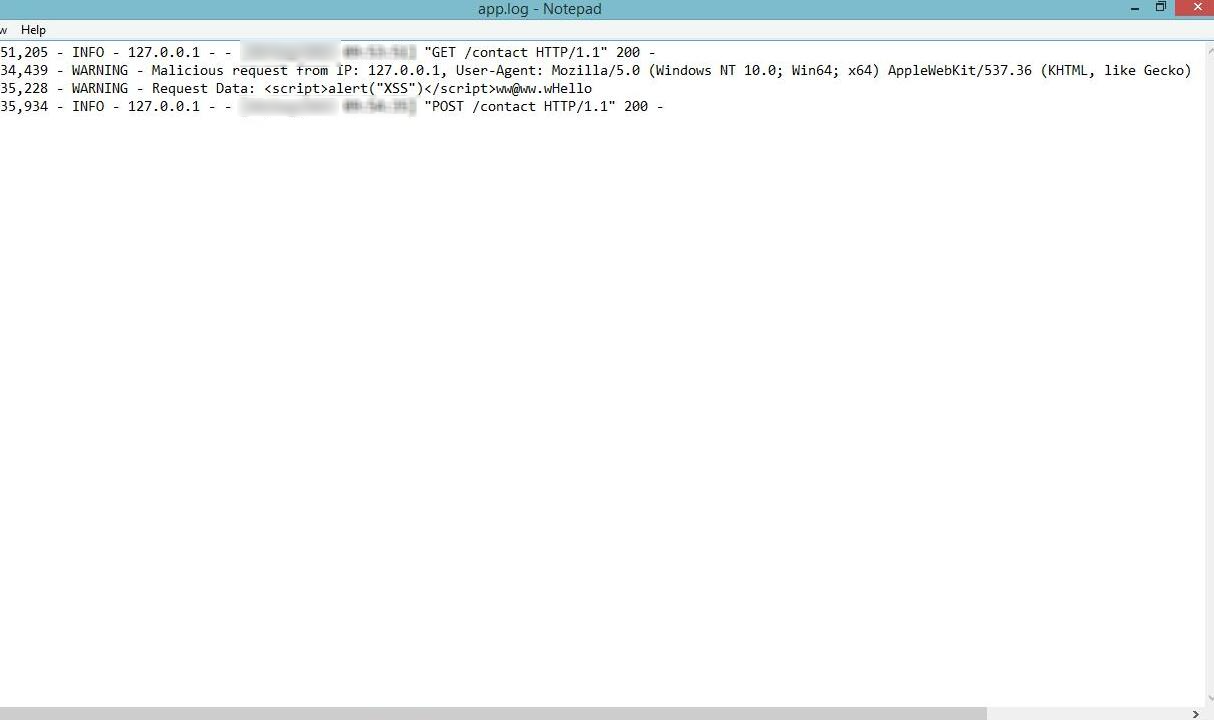 app.log - Notepad
w Help
51,205 - INFO - 127.0.0.1 - - "GET /contact HTTP/1.1" 200 -
34,439 - WARNING - Malicious request from IP: 127.0.0.1, User-Agent: Mozilla/5.0 (Windows NT 10.0; Win64; x64) AppleWebKit/537.36 (KHTML, like Gecko)
35,228 - WARNING - Request Data: <script>alert("XSS")</script>ww@ww.wHello
35,934 - INFO - 127.0.0.1 - - "POST /contact HTTP/1.1" 200 -